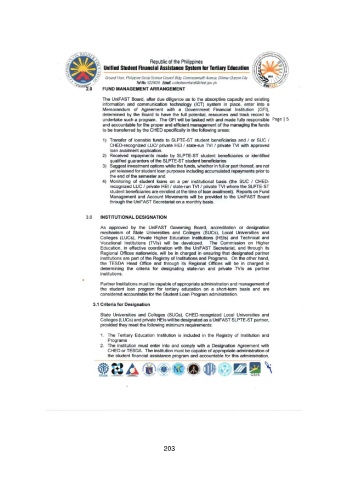 Republic of the Philippines
Unified Student Financial Assistance System for Tertiary Education
Ground Floor, Philippine Social Science Council Bldg. Commonwealth Avenue, Diliman Quezon City
2.0 FUND MANAGEMENT ARRANGEMENT
The UniFAST Board, after due diligence as to the absorptive capacity and existing
information and communication technology (ICT) system in place, enter into a
Memorandum of Agreement with a Government Financial Institution (GFI),
determined by the Board to have the full potential, resources and track record to
undertake such a program. The GFI will be tasked with and made fully responsible
Page | 5
and accountable for the proper and efficient management of the managing the funds
to be transferred by the CHED specifically in the following areas:
1) Transfer of loanable funds to SLPTE-ST student beneficiaries and / or SUC /
CHED-recognized LUC/ private HEI / state-run TVI / private TVI with approved
loan availment application.
2) Received repayments made by SLPTE-ST student beneficiaries or identified
qualified guarantors of the SLPTE-ST student beneficiaries
3) Suggest investment options while the funds, whether in full or part thereof, are not
yet released for student loan purposes including accumulated repayments prior to
the end of the semester and
4) Monitoring of student loans on a per institutional basis (the SUC / CHED-
recognized LUC / private HEI / state-run TVI / private TVI where the SLPTE-ST
student beneficiaries are enrolled at the time of loan availment). Reports on Fund
Management and Account Movements will be provided to the UniFAST Board
through the UniFAST Secretariat on a monthly basis.
3.0 INSTITUTIONAL DESIGNATION
As approved by the UniFAST Governing Board, accreditation or designation
mechanism of State Universities and Colleges (SUCs), Local Universities and
Colleges (LUCs), Private Higher Education Institutions (HEIs) and Technical and
Vocational Institutions (TVIs) will be developed. The Commission on Higher
Education, in effective coordination with the UniFAST Secretariat, and through its
Regional Offices nationwide, will be in charged in ensuring that designated partner
institutions are part of the Registry of Institutions and Programs. On the other hand,
the TESDA Head Office and through its Regional Offices will be in charged in
determining the criteria for designating state-run and private TVIs as partner
institutions.
Partner Institutions must be capable of appropriate administration and management of
the student loan program for tertiary education on a short-term basis and are
considered accountable for the Student Loan Program administration.
3.1 Criteria for Designation
State Universities and Colleges (SUCs), CHED-recognized Local Universities and
Colleges (LUCs) and private HEIs will be designated as a UniFAST SLPTE-ST partner,
provided they meet the following minimum requirements:
1. The Tertiary Education Institution is included in the Registry of Institution and
Programs
2. The institution must enter into and comply with a Designation Agreement with
CHED or TESDA. The institution must be capable of appropriate administration of
the student financial assistance program and accountable for this administration.
203